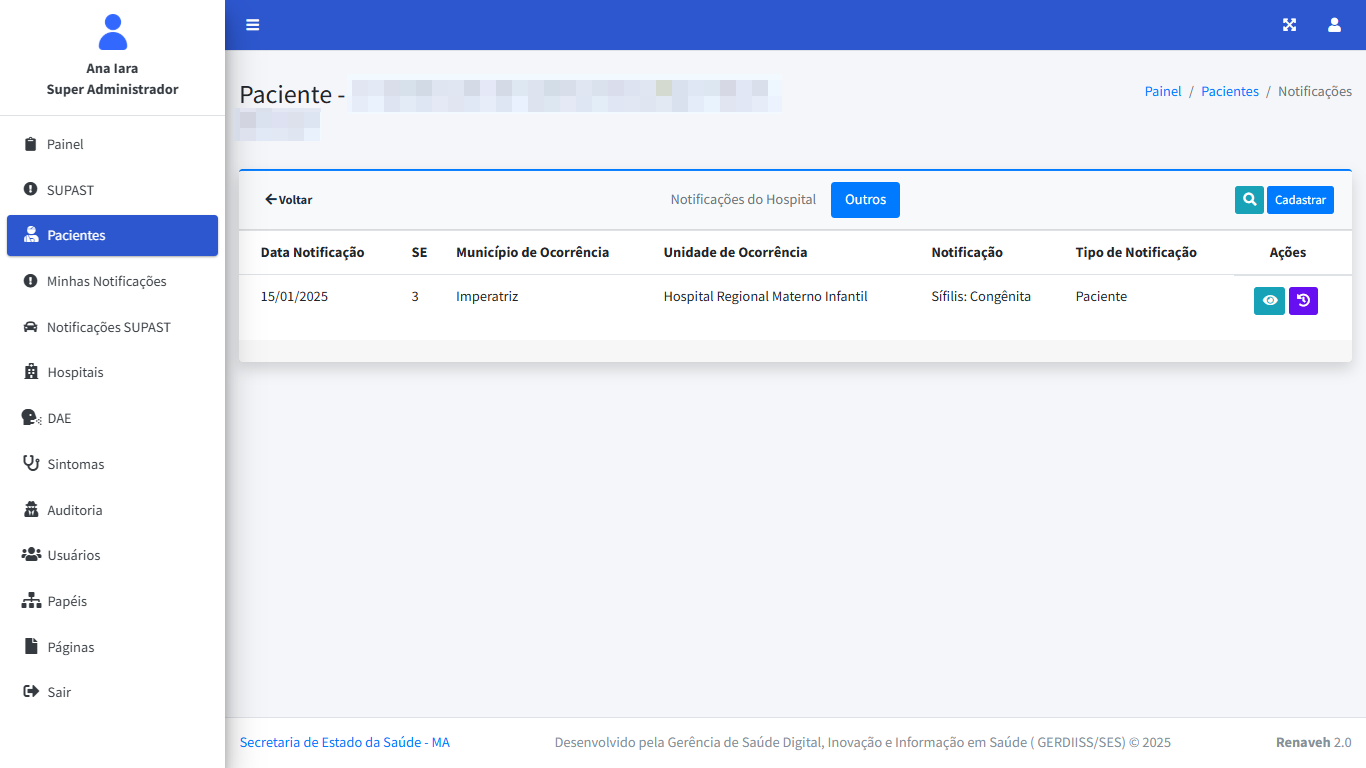 Ana Iara
Super Administrador
Painel
SUPAST
Pacientes
Minhas Notificações
Notificações SUPAST
Hospitais
DAE
Sintomas
Auditoria
Usuários
Papéis
Páginas
Sair
Paciente -
Painel / Pacientes / Notificações
Voltar
Notificações do Hospital
Outros
Cadastrar
Data Notificação SE Município de Ocorrência Unidade de Ocorrência Notificação Tipo de Notificação Ações
15/01/2025 3 Imperatriz Hospital Regional Materno Infantil Sífilis: Congênita Paciente
Secretaria de Estado da Saúde - MA
Desenvolvido pela Gerência de Saúde Digital, Inovação e Informação em Saúde ( GERDIISS/SES) © 2025
Renaveh 2.0